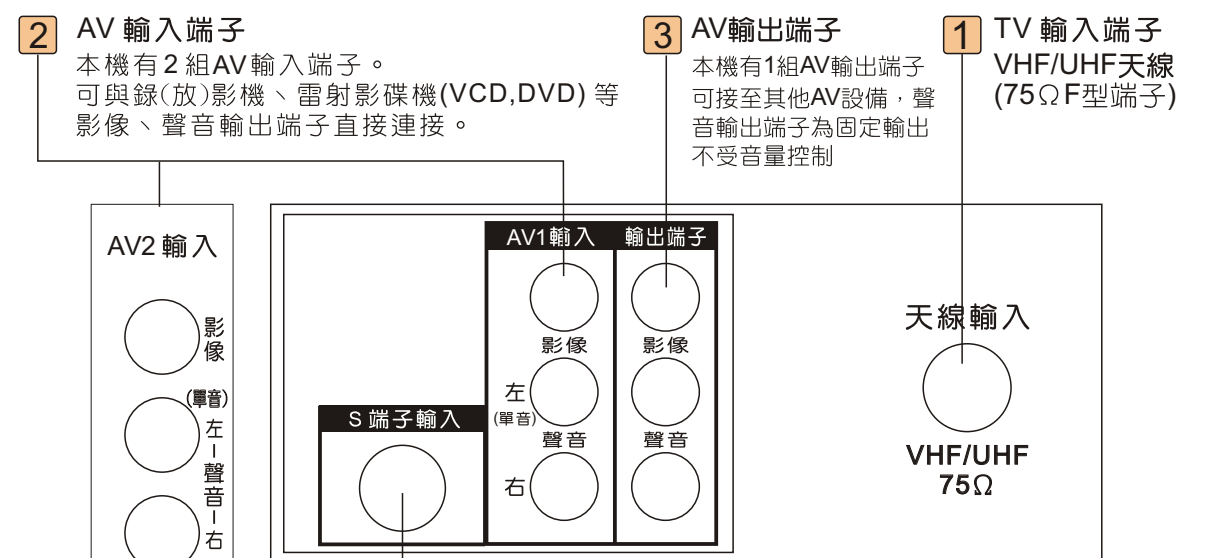 2 AV 輸入端子
本機有2組AV輸入端子。
可與錄(放)影機、雷射影碟機(VCD,DVD) 等
影像、聲音輸出端子直接連接。
3 AV輸出端子
本機有1組AV輸出端子
可接至其他AV設備，聲
音輸出端子為固定輸出
不受音量控制
1 TV 輸入端子
VHF/UHF天線
(75Ω F型端子)
AV2 輸入
影像
(單音)
左-聲音-右
S 端子輸入
AV1輸入
影像
左
(單音)
聲音
右
輸出端子
影像
聲音
天線輸入
VHF/UHF
75Ω